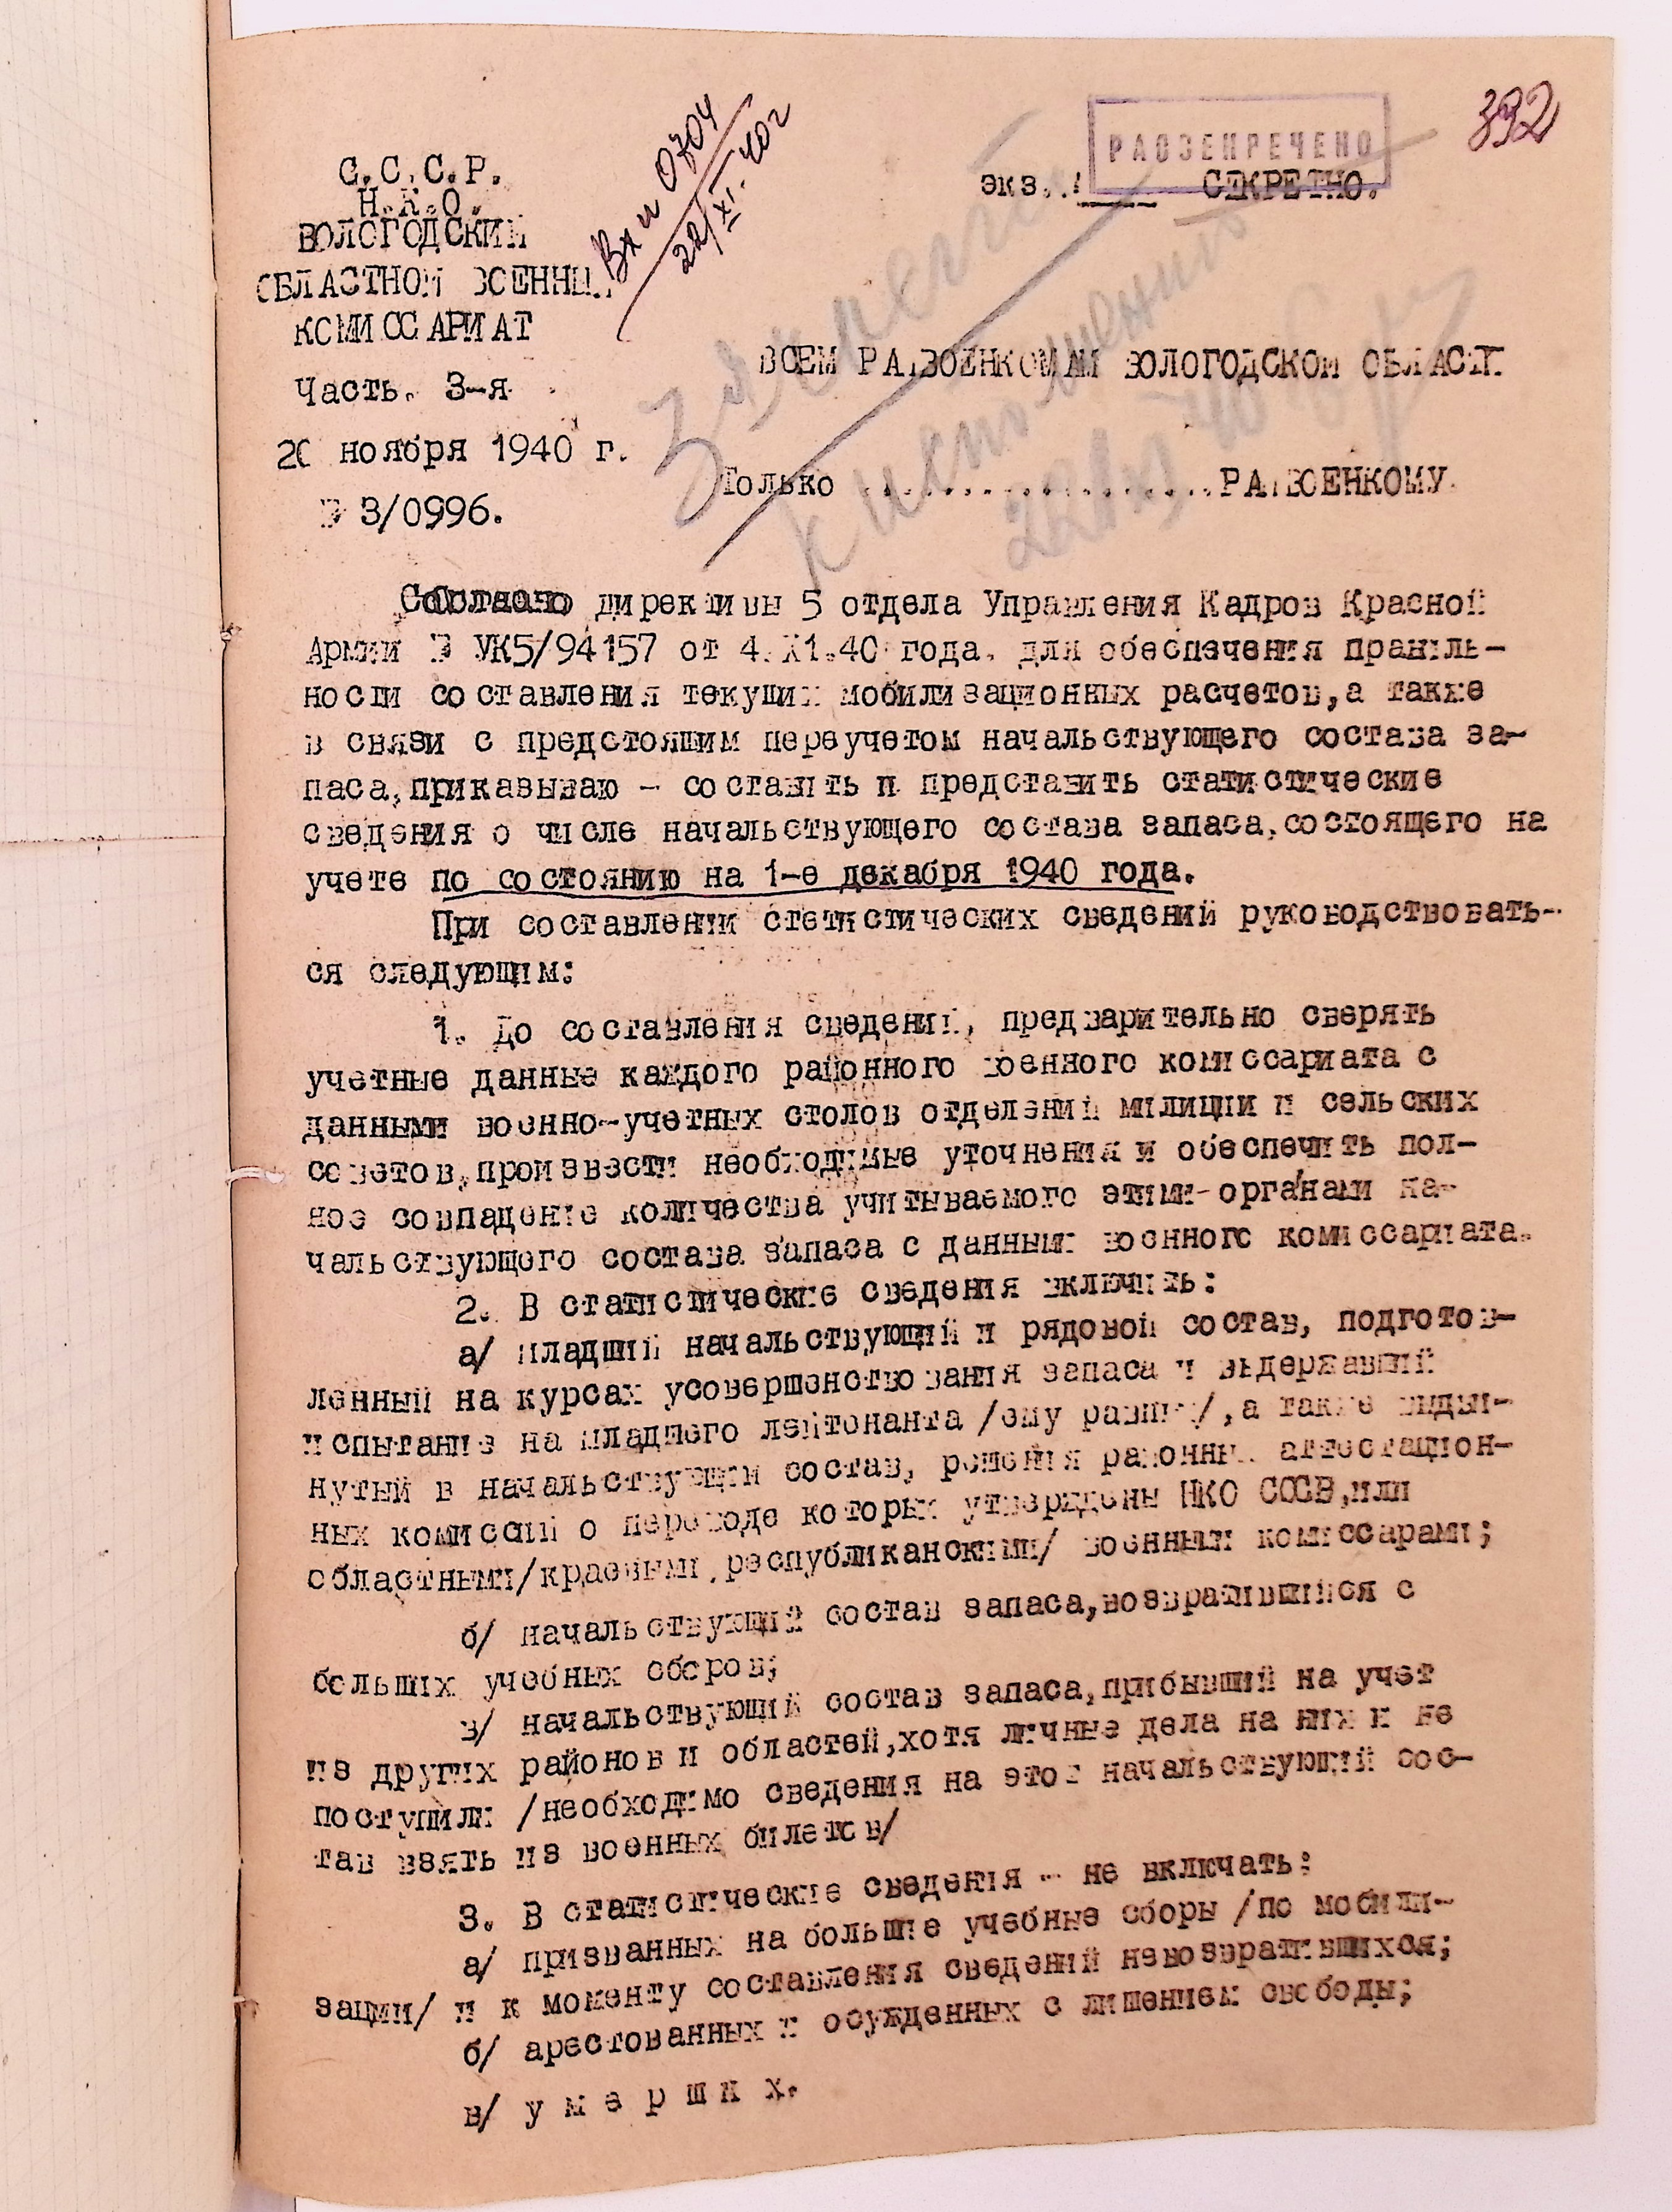 392
РАССЕКРЕЧЕНО
экз.
СЕКРЕТНО.
Вх и 0704
22/XI-40г
С.С.С.Р.
Н.К.О.
ВОЛОГОДСКИЙ
ОБЛАСТНОЙ ВОЕННЫЙ
КОМИССАРИАТ
Часть. 3-я
20 ноября 1940 г.
№ 3/0996.
ВСЕМ РАЙВОЕНКОМАМ ВОЛОГОДСКОЙ ОБЛАСТИ
Только ......................РАЙВОЕНКОМУ.
к исполнению
Согласно директивы 5 отдела Управления Кадров Красной
Армии № УК5/94157 от 4.Х1.40 года, для обеспечения правиль-
ности составления текущих мобилизационных расчетов,а также
в связи с предстоящим переучетом начальствующего состава за-
паса,приказываю - составить и представить статистические
сведения о числе начальствующего состава запаса,состоящего на
учете по состоянию на 1-е декабря 1940 года.
При составлении стетистических сведений руководствовать-
ся следующим:
1. До составления сведений, предварительно сверять
учетные данные каждого районного военного комиссариата с
данными военно-учетных столов отделений милиции и сельских
советов,произвести необходимые уточнения и обеспечить пол-
ное совпадение количества учитываемого этими-органами на-
чальствующего состава запаса с данными военного комиссариата.
2. В статистические сведения включить:
а/ младший начальствующий и рядовой состав, подготов-
ленный на курсах усовершенствования запаса и выдержавший
испытание на младшего лейтенанта /ему равный/,а также выдви-
нутый в начальствующий состав, решения районных аттестацион-
ных комиссий о переводе которых утверждены НКО СССР,или
областными/краевыми,республиканскими/ военными комиссарами;
б/ начальствующий состав запаса,возвратившийся с
больших учебных сборов;
в/ начальствующий состав запаса,прибывший на учет
из других районов и областей,хотя личные дела на них и не
поступили /необходимо сведения на этот начальствующий сос-
тав взять из военных билетов/
3. В статистические сведения - не включать:
а/ призванных на большие учебные сборы /по мобили-
зации/ и к моменту составления сведений невозвратившихся;
б/ арестованных и осужденных с лишением свободы;
в/ у м е р ш и х.